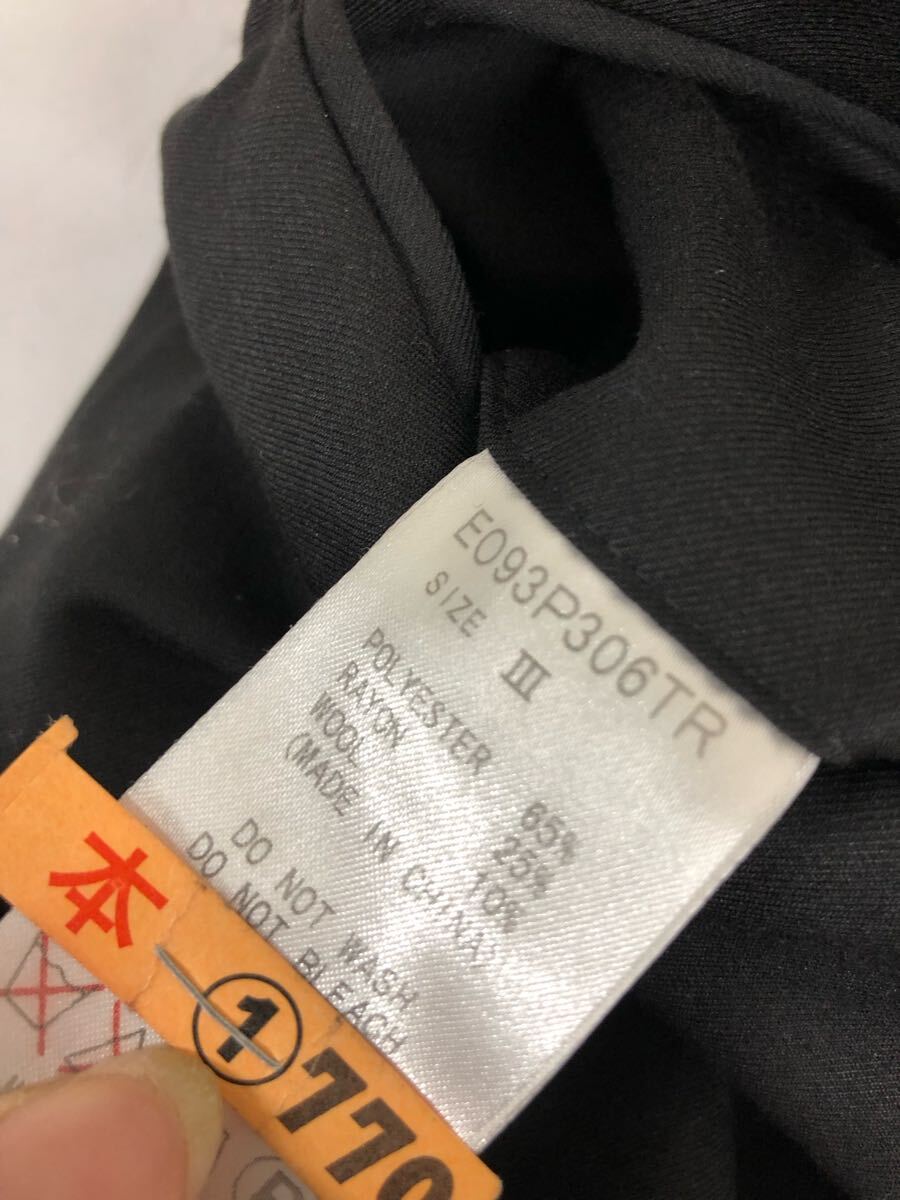 E093P306TR
SIZE III
POLYESTER 65%
RAYON 25%
WOOL 10%
(MADE IN CHINA)
DO NOT WASH
DO NOT BLEACH
本 ① 770